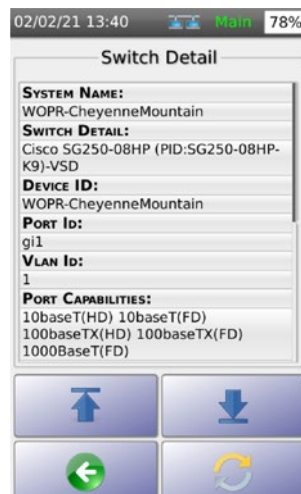 02/02/21 13:40 Main 78%
Switch Detail
SYSTEM NAME:
WOPR-CheyenneMountain
SWITCH DETAIL:
Cisco SG250-08HP (PID:SG250-08HP-
K9)-VSD
DEVICE ID:
WOPR-CheyenneMountain
PORT ID:
gi1
VLAN ID:
1
PORT CAPABILITIES:
10baseT(HD) 10baseT(FD)
100baseTX(HD) 100baseTX(FD)
1000BaseT(FD)